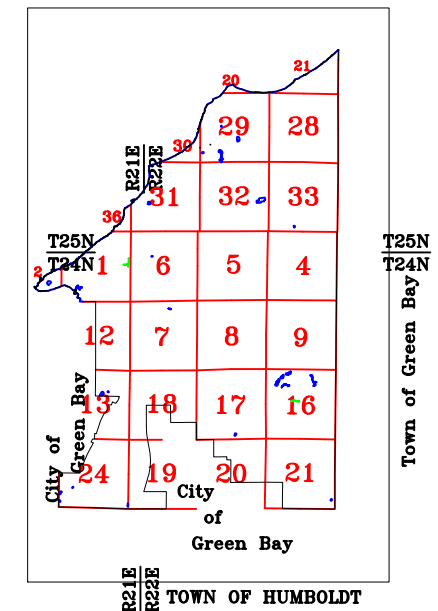 21
20
29 28
30
R21E
R22E
31 32 33
36
T25N
T24N
T25N
T24N
2
1 6 5 4
12 7 8 9
Town of Green Bay
13 18 17 16
City of
Green Bay
24 19 20 21
City
of
Green Bay
R21E
R22E
TOWN OF HUMBOLDT